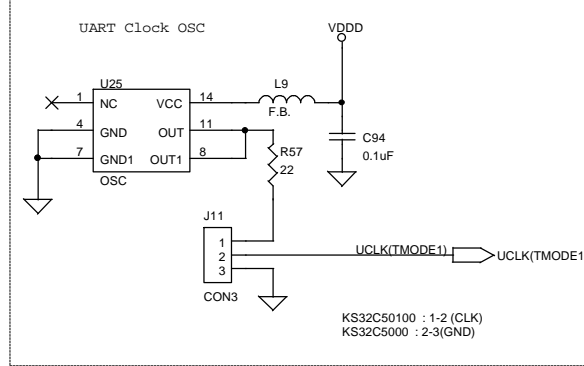 UART Clock OSC
VDDD
U25
L9
1 NC VCC 14
F.B.
4 GND OUT 11
C94
0.1uF
7 GND1 OUT1 8
R57
22
OSC
J11
1
2
3
UCLK(TMODE1)
UCLK(TMODE1
CON3
KS32C50100 : 1-2 (CLK)
KS32C5000 : 2-3(GND)